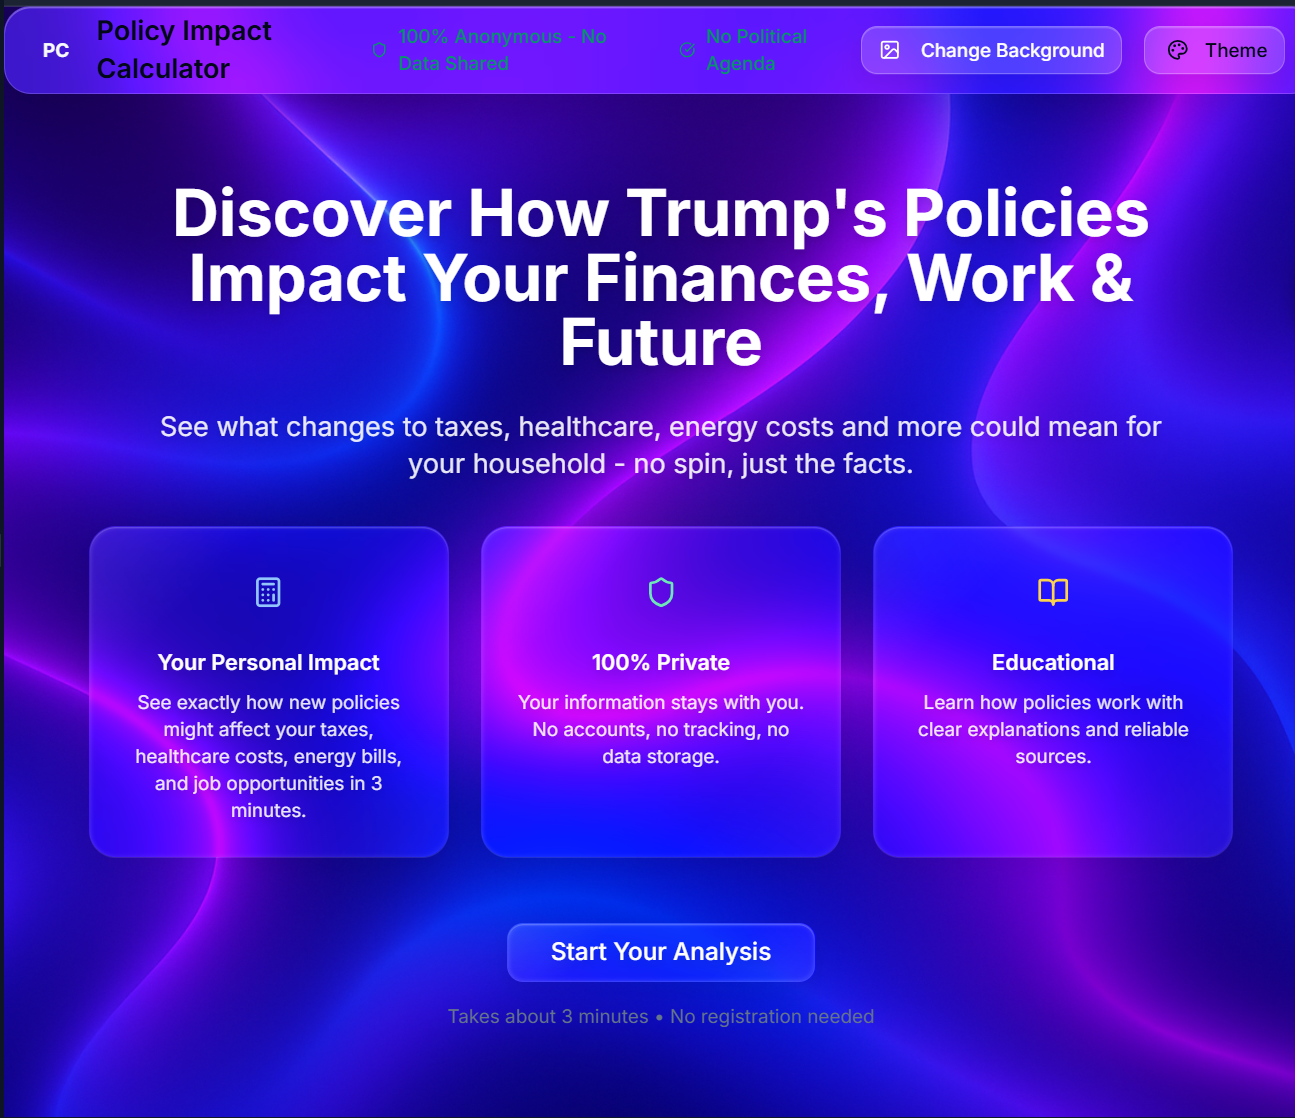 PC
Policy Impact
Calculator
100% Anonymous - No
Data Shared
No Political
Agenda
Change Background
Theme
Discover How Trump's Policies
Impact Your Finances, Work &
Future
See what changes to taxes, healthcare, energy costs and more could mean for
your household - no spin, just the facts.
Your Personal Impact
See exactly how new policies
might affect your taxes,
healthcare costs, energy bills,
and job opportunities in 3
minutes.
100% Private
Your information stays with you.
No accounts, no tracking, no
data storage.
Educational
Learn how policies work with
clear explanations and reliable
sources.
Start Your Analysis
Takes about 3 minutes • No registration needed